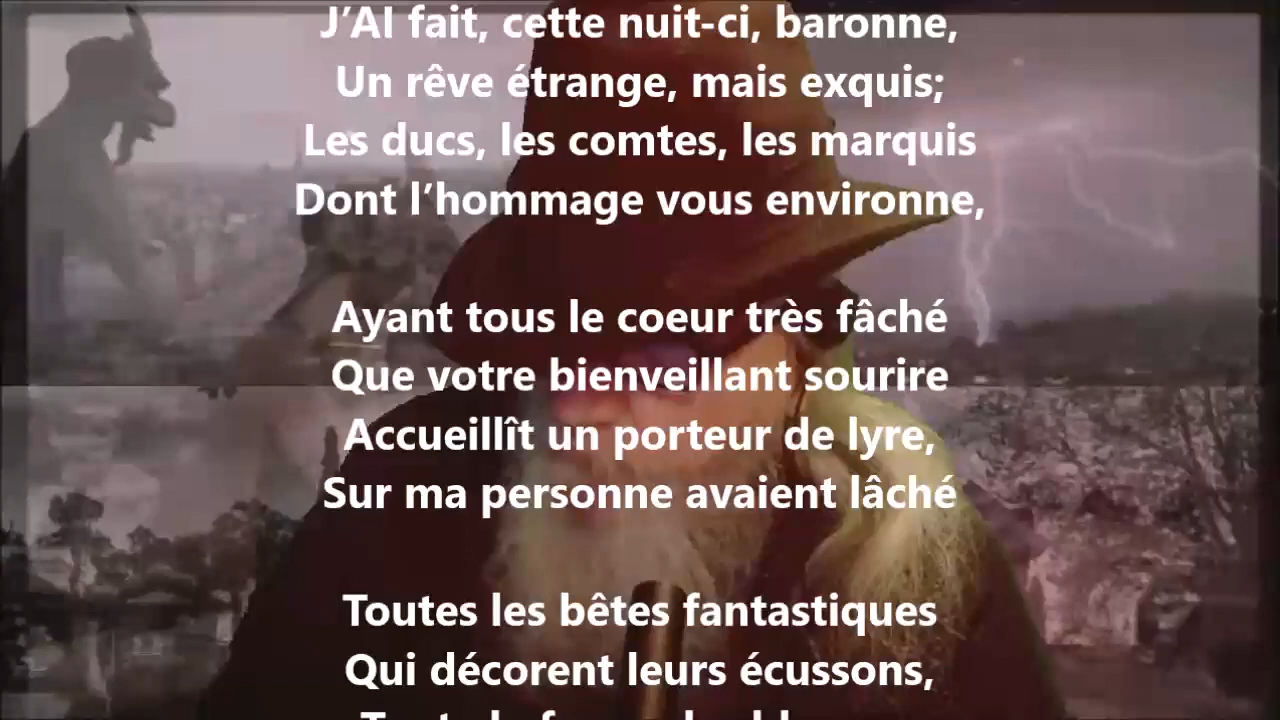 J’AI fait, cette nuit-ci, baronne,
Un rêve étrange, mais exquis;
Les ducs, les comtes, les marquis
Dont l’hommage vous environne,
Ayant tous le coeur très fâché
Que votre bienveillant sourire
Accueillît un porteur de lyre,
Sur ma personne avaient lâché
Toutes les bêtes fantastiques
Qui décorent leurs écussons,